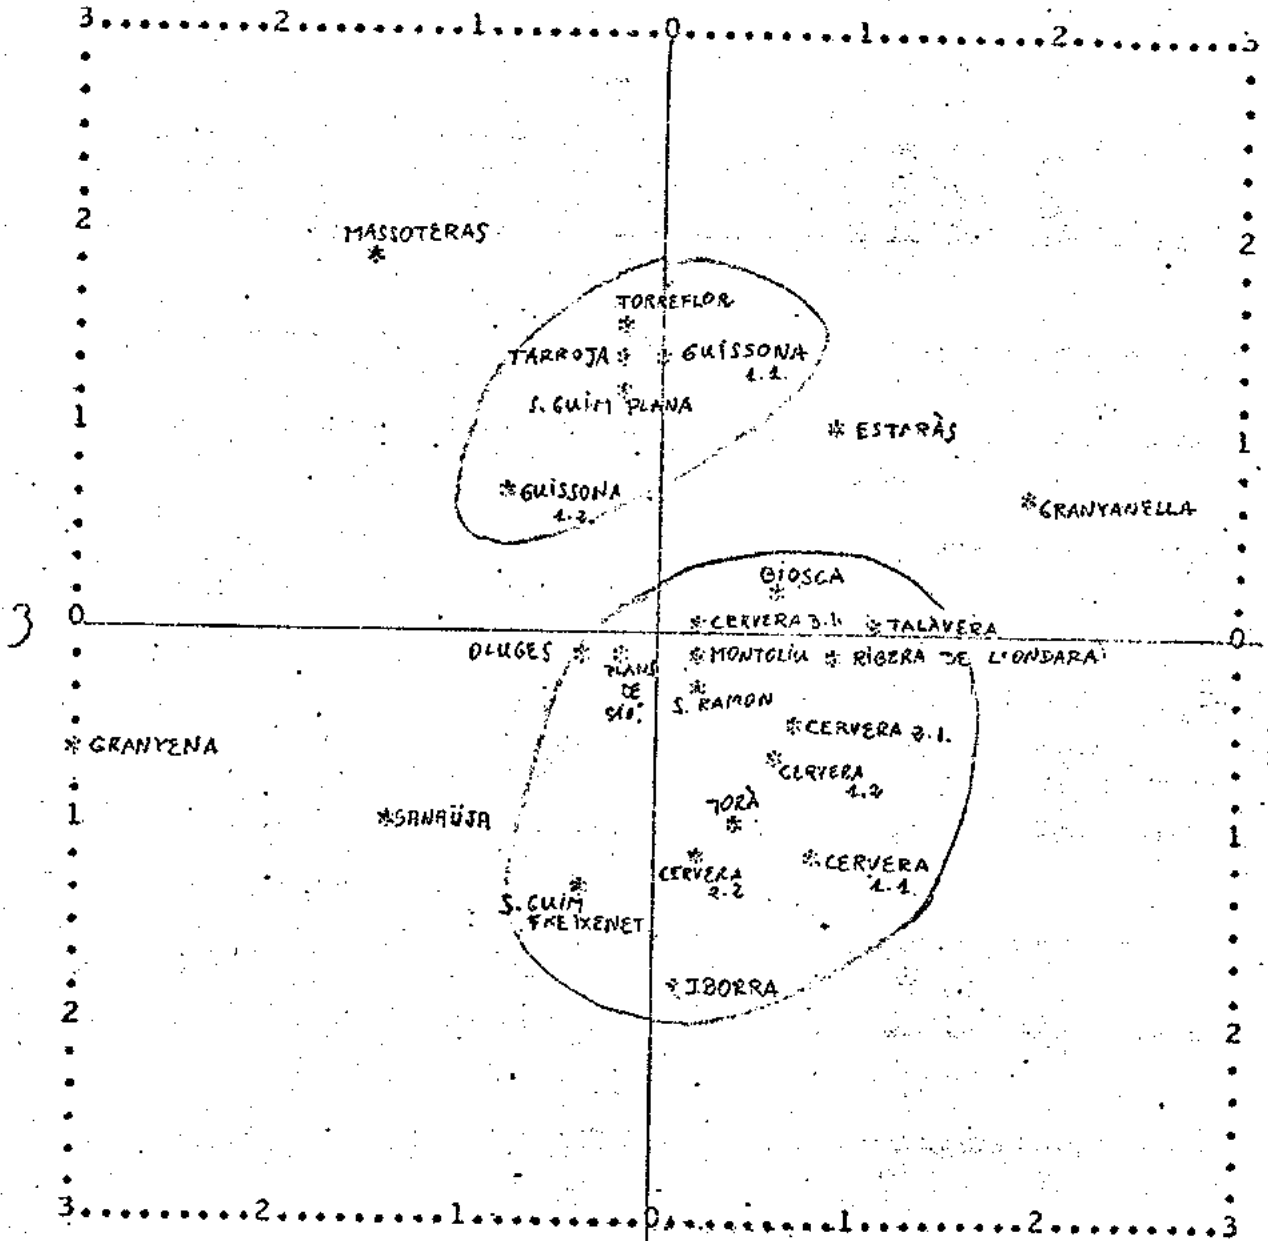 3 2 1 0 1 2 3
2 2
MASSOTERAS
TORREFLOR
TARROJA GUISSONA
1.1.
S. GUIM PLANA
1 1
ESTARÀS
GUISSONA
1.2.
GRANYANELLA
BIOSCA
3 0 0
CERVERA 3.1. TALAVERA
OLUGES PLANS MONTOLIU RIBERA DE L'ONDARA
DE
SIÓ.
S. RAMON
CERVERA 2.1.
GRANYENA
CERVERA
1.2
1 1
SANAÜJA
TORÀ
CERVERA
2.2
CERVERA
1.1.
S. GUIM
FREIXENET
IBORRA
2 2
3 2 1 0 1 2 3